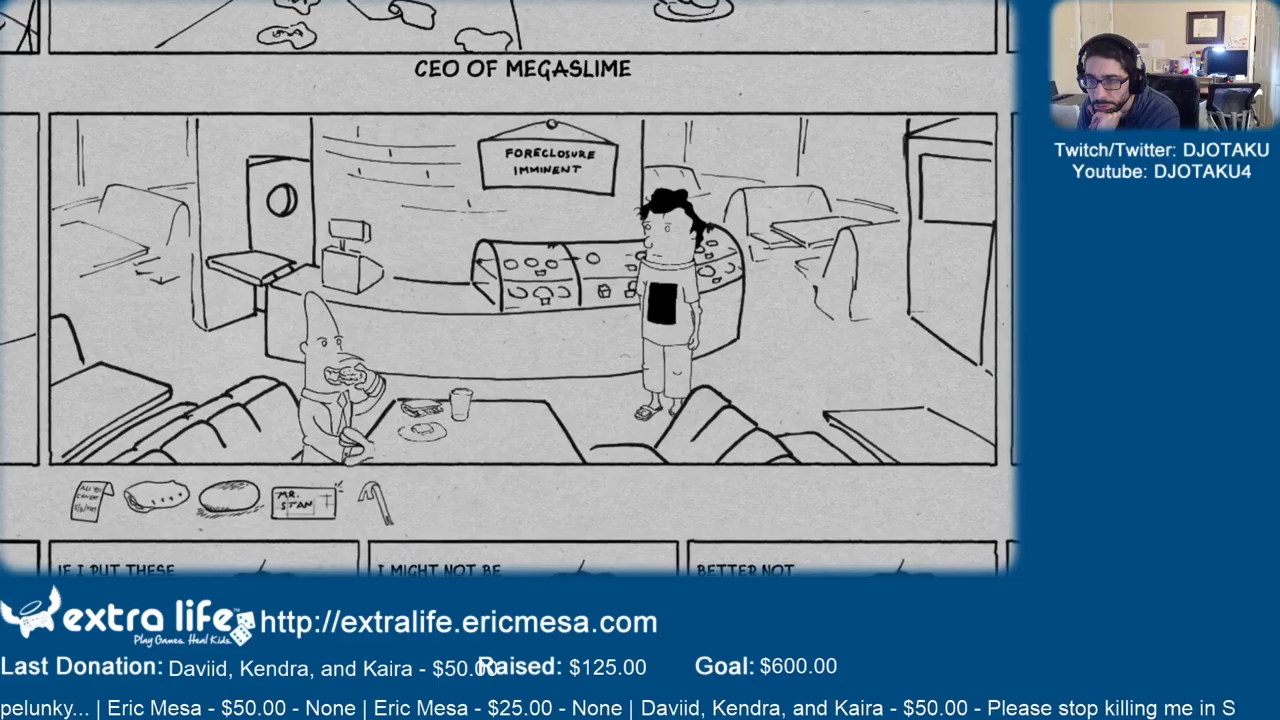 CEO OF MEGASLIME
FORECLOSURE
IMMINENT
MR.
STAN
IF I PUT THESE
I MIGHT NOT BE
BETTER NOT
Twitch/Twitter: DJOTAKU
Youtube: DJOTAKU4
extra life
Play Games. Heal Kids.
http://extralife.ericmesa.com
Last Donation: Daviid, Kendra, and Kaira - $50.00
Raised: $125.00
Goal: $600.00
pelunky... | Eric Mesa - $50.00 - None | Eric Mesa - $25.00 - None | Daviid, Kendra, and Kaira - $50.00 - Please stop killing me in S